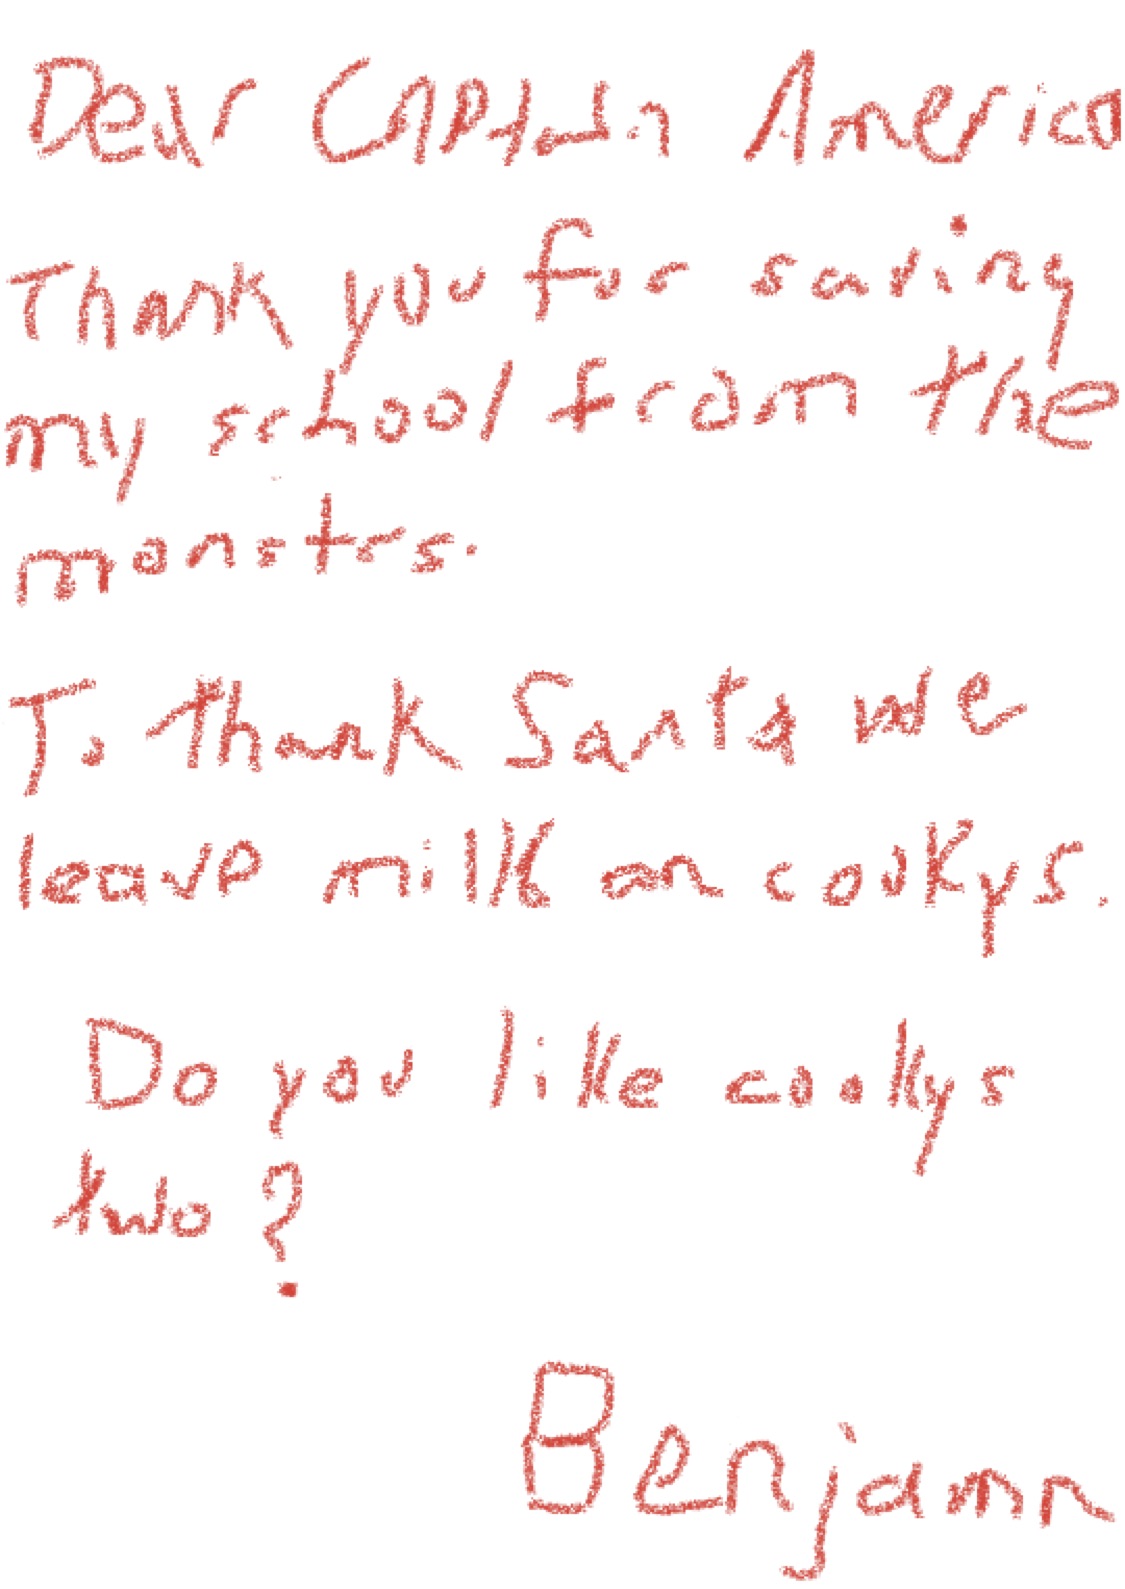 Dear Captain America
Thank you for saving
my school from the
monstrs.
To thank Santa we
leave milk an cookys.
Do you like cookys
two?
Benjamn